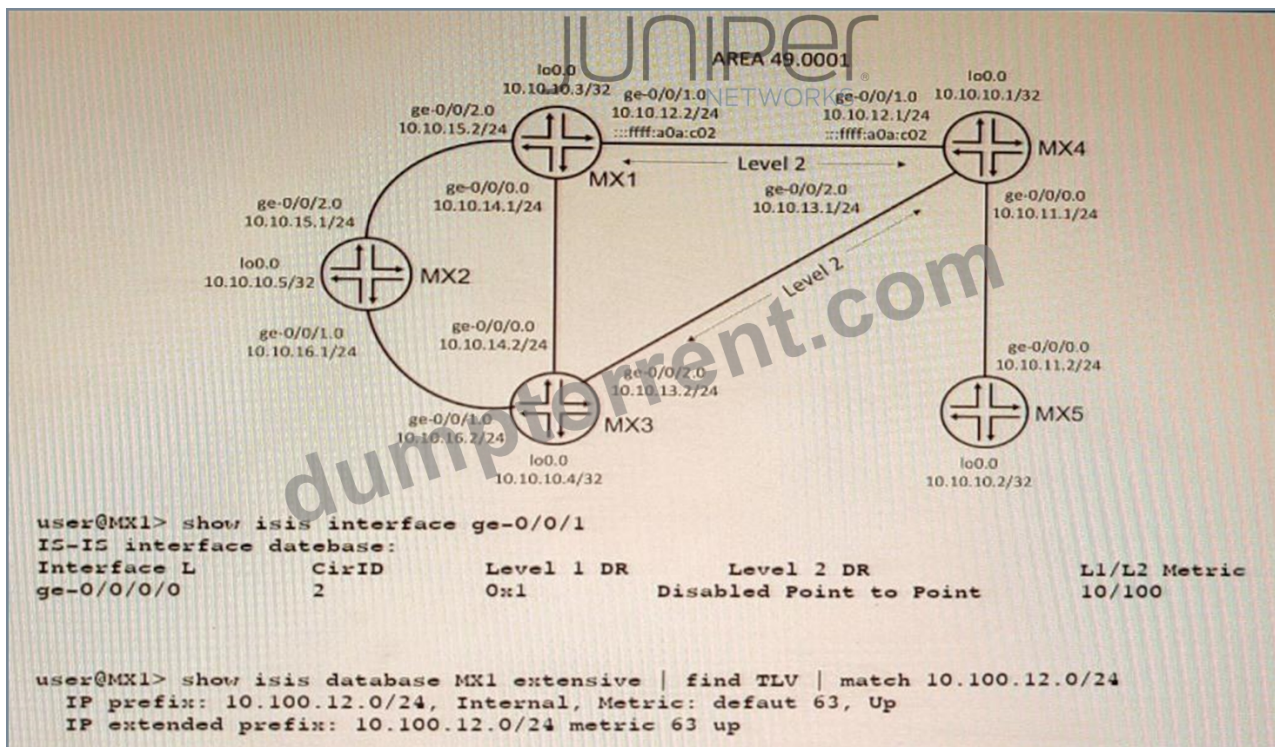 JUNIPER
NETWORKS
®
AREA 49.0001
lo0.0
10.10.10.3/32
ge-0/0/1.0
10.10.12.2/24
:::ffff:a0a:c02
ge-0/0/1.0
10.10.12.1/24
:::ffff:a0a:c02
lo0.0
10.10.10.1/32
ge-0/0/2.0
10.10.15.2/24
MX1
Level 2
MX4
ge-0/0/0.0
10.10.14.1/24
ge-0/0/2.0
10.10.13.1/24
ge-0/0/0.0
10.10.11.1/24
ge-0/0/2.0
10.10.15.1/24
lo0.0
10.10.10.5/32
MX2
Level 2
ge-0/0/1.0
10.10.16.1/24
ge-0/0/0.0
10.10.14.2/24
ge-0/0/2.0
10.10.13.2/24
ge-0/0/0.0
10.10.11.2/24
ge-0/0/1.0
10.10.16.2/24
MX3
lo0.0
10.10.10.4/32
MX5
lo0.0
10.10.10.2/32
dumptorrent.com
user@MX1> show isis interface ge-0/0/1
IS-IS interface datebase:
Interface L CirID Level 1 DR Level 2 DR L1/L2 Metric
ge-0/0/0/0 2 0x1 Disabled Point to Point 10/100
user@MX1> show isis database MX1 extensive | find TLV | match 10.100.12.0/24
IP prefix: 10.100.12.0/24, Internal, Metric: defaut 63, Up
IP extended prefix: 10.100.12.0/24 metric 63 up